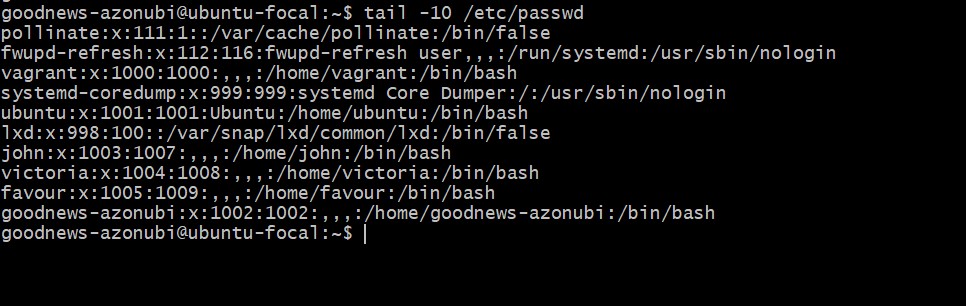 goodnews-azonubi@ubuntu-focal:~$ tail -10 /etc/passwd
pollinate:x:111:1::/var/cache/pollinate:/bin/false
fwupd-refresh:x:112:116:fwupd-refresh user,,,:/run/systemd:/usr/sbin/nologin
vagrant:x:1000:1000:,,,:/home/vagrant:/bin/bash
systemd-coredump:x:999:999:systemd Core Dumper:/:/usr/sbin/nologin
ubuntu:x:1001:1001:Ubuntu:/home/ubuntu:/bin/bash
lxd:x:998:100::/var/snap/lxd/common/lxd:/bin/false
john:x:1003:1007:,,,:/home/john:/bin/bash
victoria:x:1004:1008:,,,:/home/victoria:/bin/bash
favour:x:1005:1009:,,,:/home/favour:/bin/bash
goodnews-azonubi:x:1002:1002:,,,:/home/goodnews-azonubi:/bin/bash
goodnews-azonubi@ubuntu-focal:~$